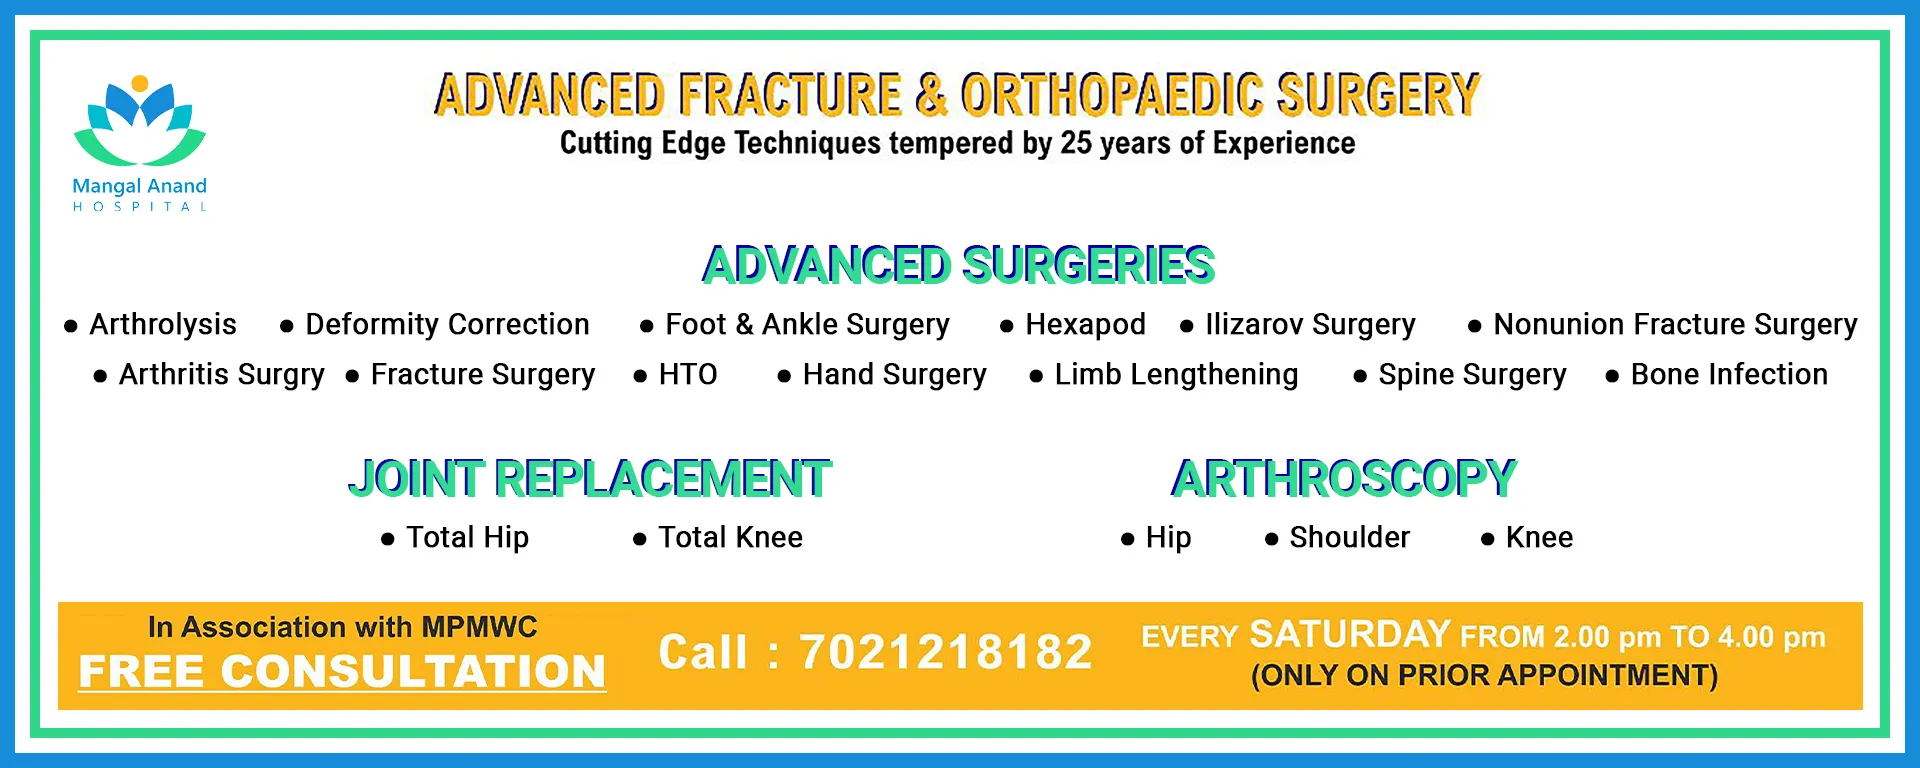 Mangal Anand
HOSPITAL
ADVANCED FRACTURE & ORTHOPAEDIC SURGERY
Cutting Edge Techniques tempered by 25 years of Experience
ADVANCED SURGERIES
• Arthrolysis • Deformity Correction • Foot & Ankle Surgery • Hexapod • Ilizarov Surgery • Nonunion Fracture Surgery
• Arthritis Surgry • Fracture Surgery • HTO • Hand Surgery • Limb Lengthening • Spine Surgery • Bone Infection
JOINT REPLACEMENT
• Total Hip • Total Knee
ARTHROSCOPY
• Hip • Shoulder • Knee
In Association with MPMWC
FREE CONSULTATION
Call : 7021218182
EVERY SATURDAY FROM 2.00 pm TO 4.00 pm
(ONLY ON PRIOR APPOINTMENT)